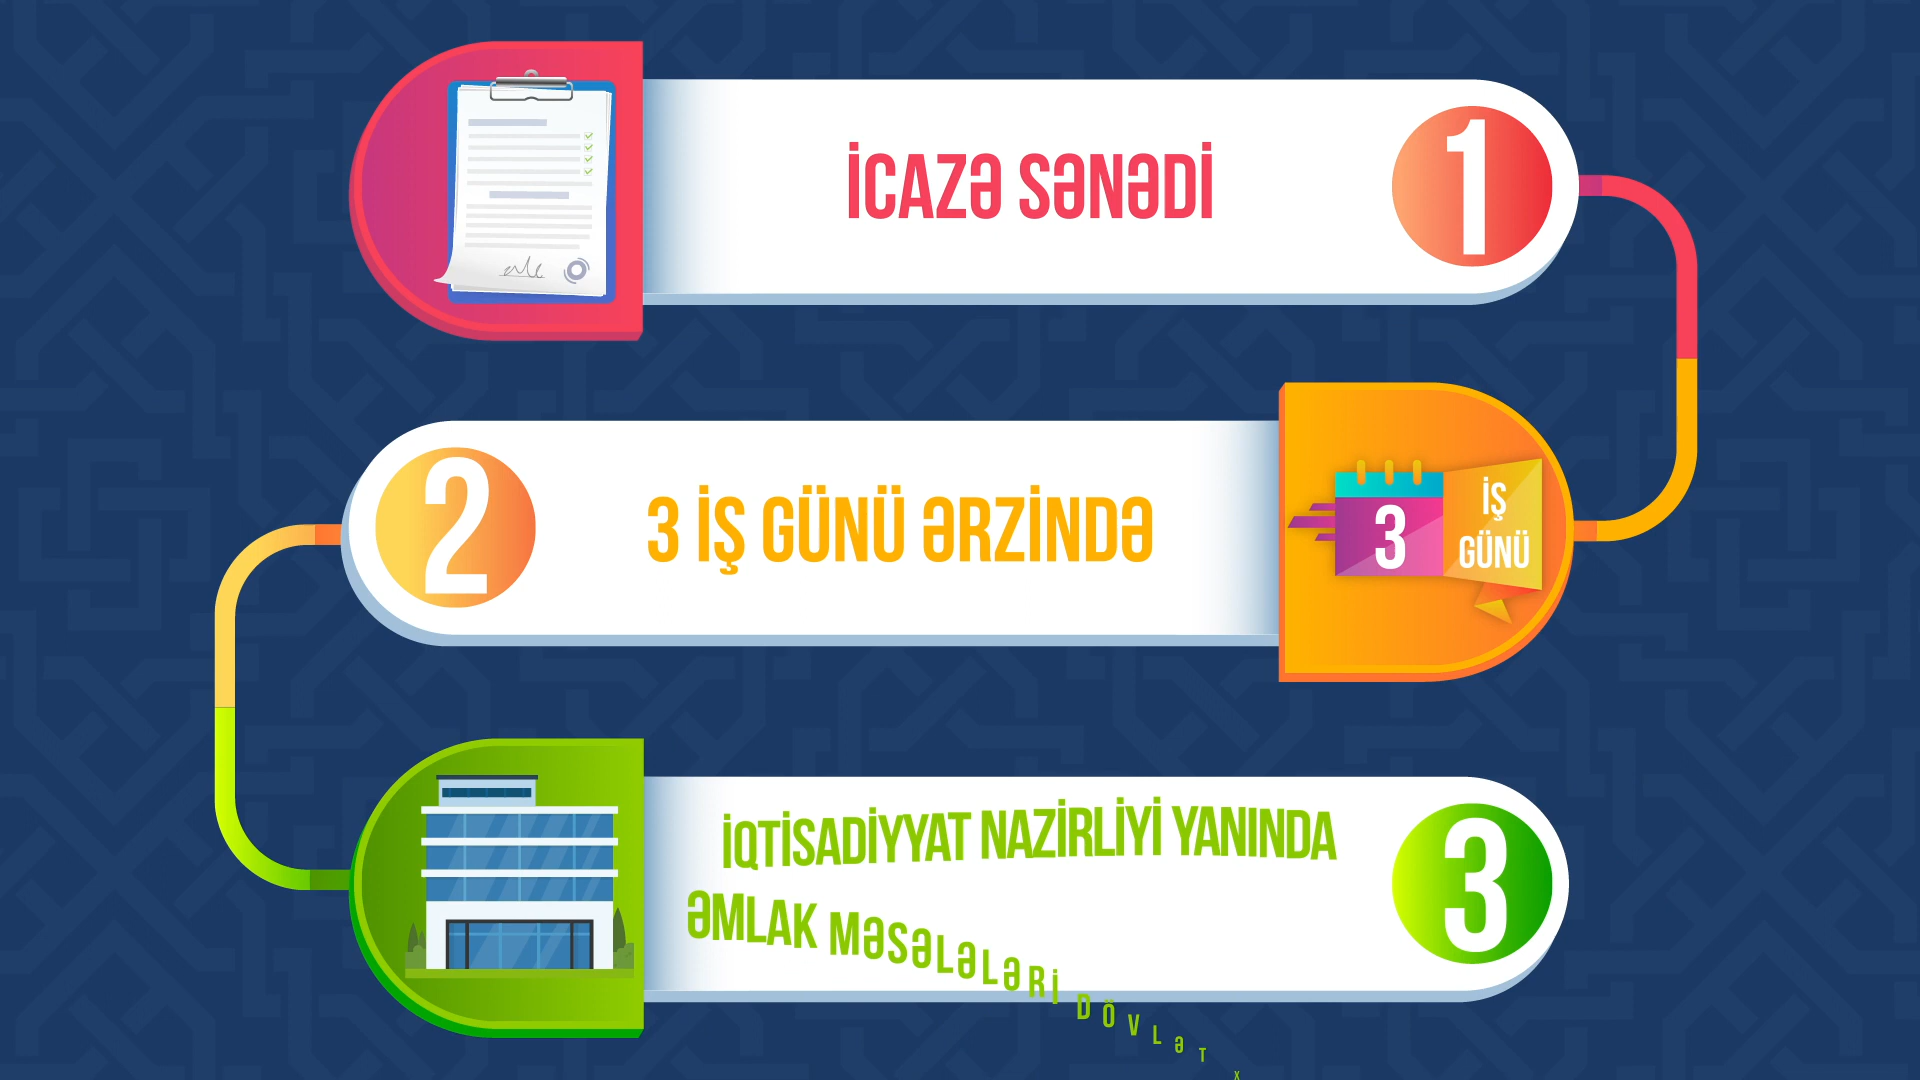 İCAZƏ SƏNƏDİ
1
2
3 İŞ GÜNÜ ƏRZİNDƏ
3
İŞ
GÜNÜ
İQTİSADİYYAT NAZİRLİYİ YANINDA
ƏMLAK MƏSƏLƏLƏRİ DÖVLƏT X
3